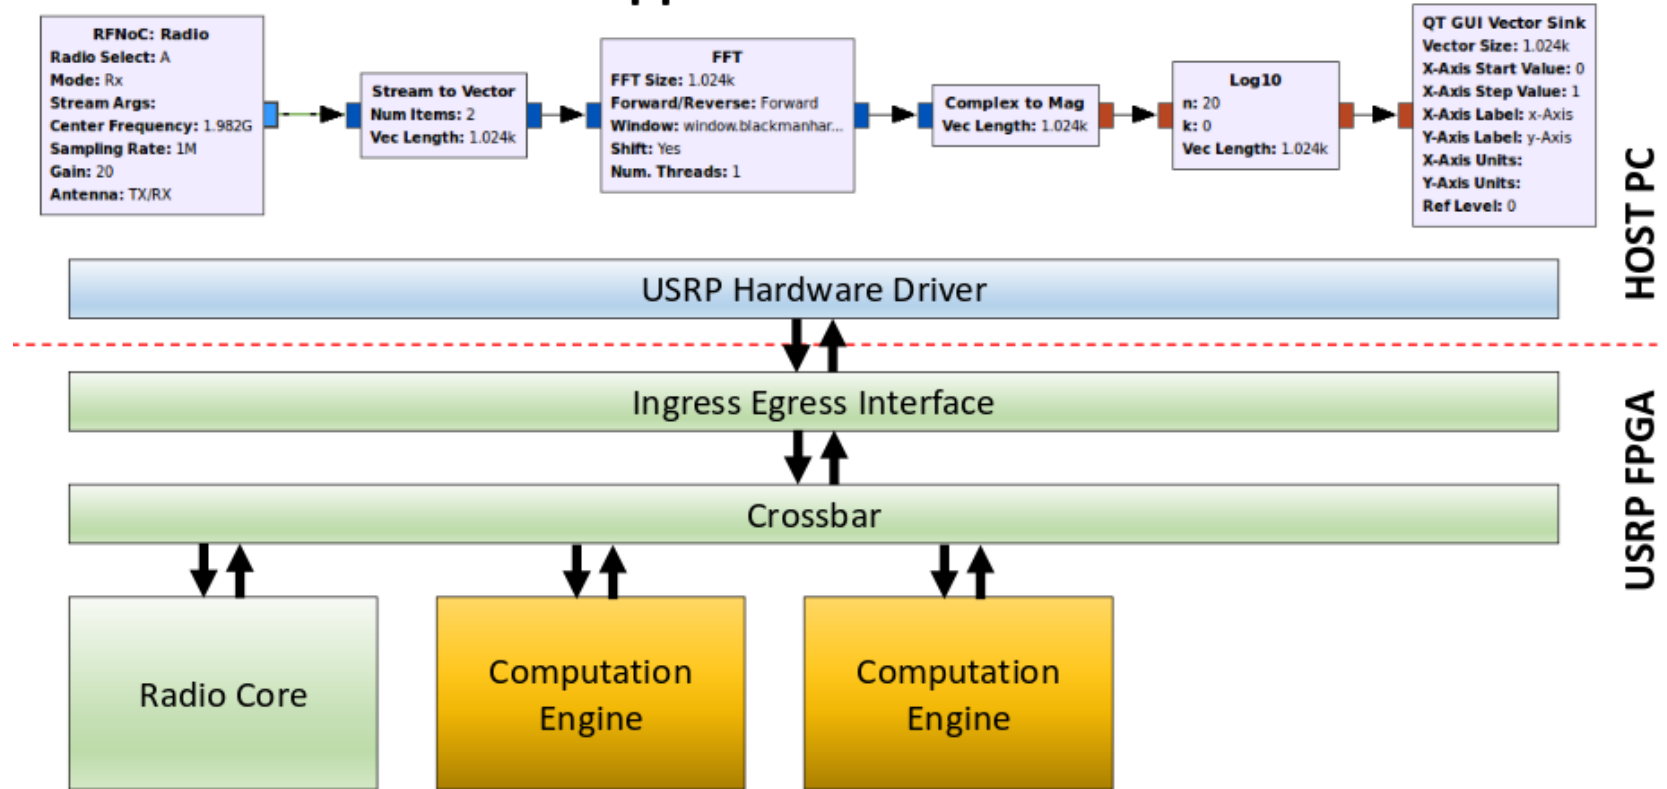 RFNoC: Radio
Radio Select: A
Mode: Rx
Stream Args:
Center Frequency: 1.982G
Sampling Rate: 1M
Gain: 20
Antenna: TX/RX
Stream to Vector
Num Items: 2
Vec Length: 1.024k
FFT
FFT Size: 1.024k
Forward/Reverse: Forward
Window: window.blackmanhar...
Shift: Yes
Num. Threads: 1
Complex to Mag
Vec Length: 1.024k
Log10
n: 20
k: 0
Vec Length: 1.024k
QT GUI Vector Sink
Vector Size: 1.024k
X-Axis Start Value: 0
X-Axis Step Value: 1
X-Axis Label: x-Axis
Y-Axis Label: y-Axis
X-Axis Units:
Y-Axis Units:
Ref Level: 0
HOST PC
USRP Hardware Driver
Ingress Egress Interface
Crossbar
USRP FPGA
Radio Core
Computation
Engine
Computation
Engine